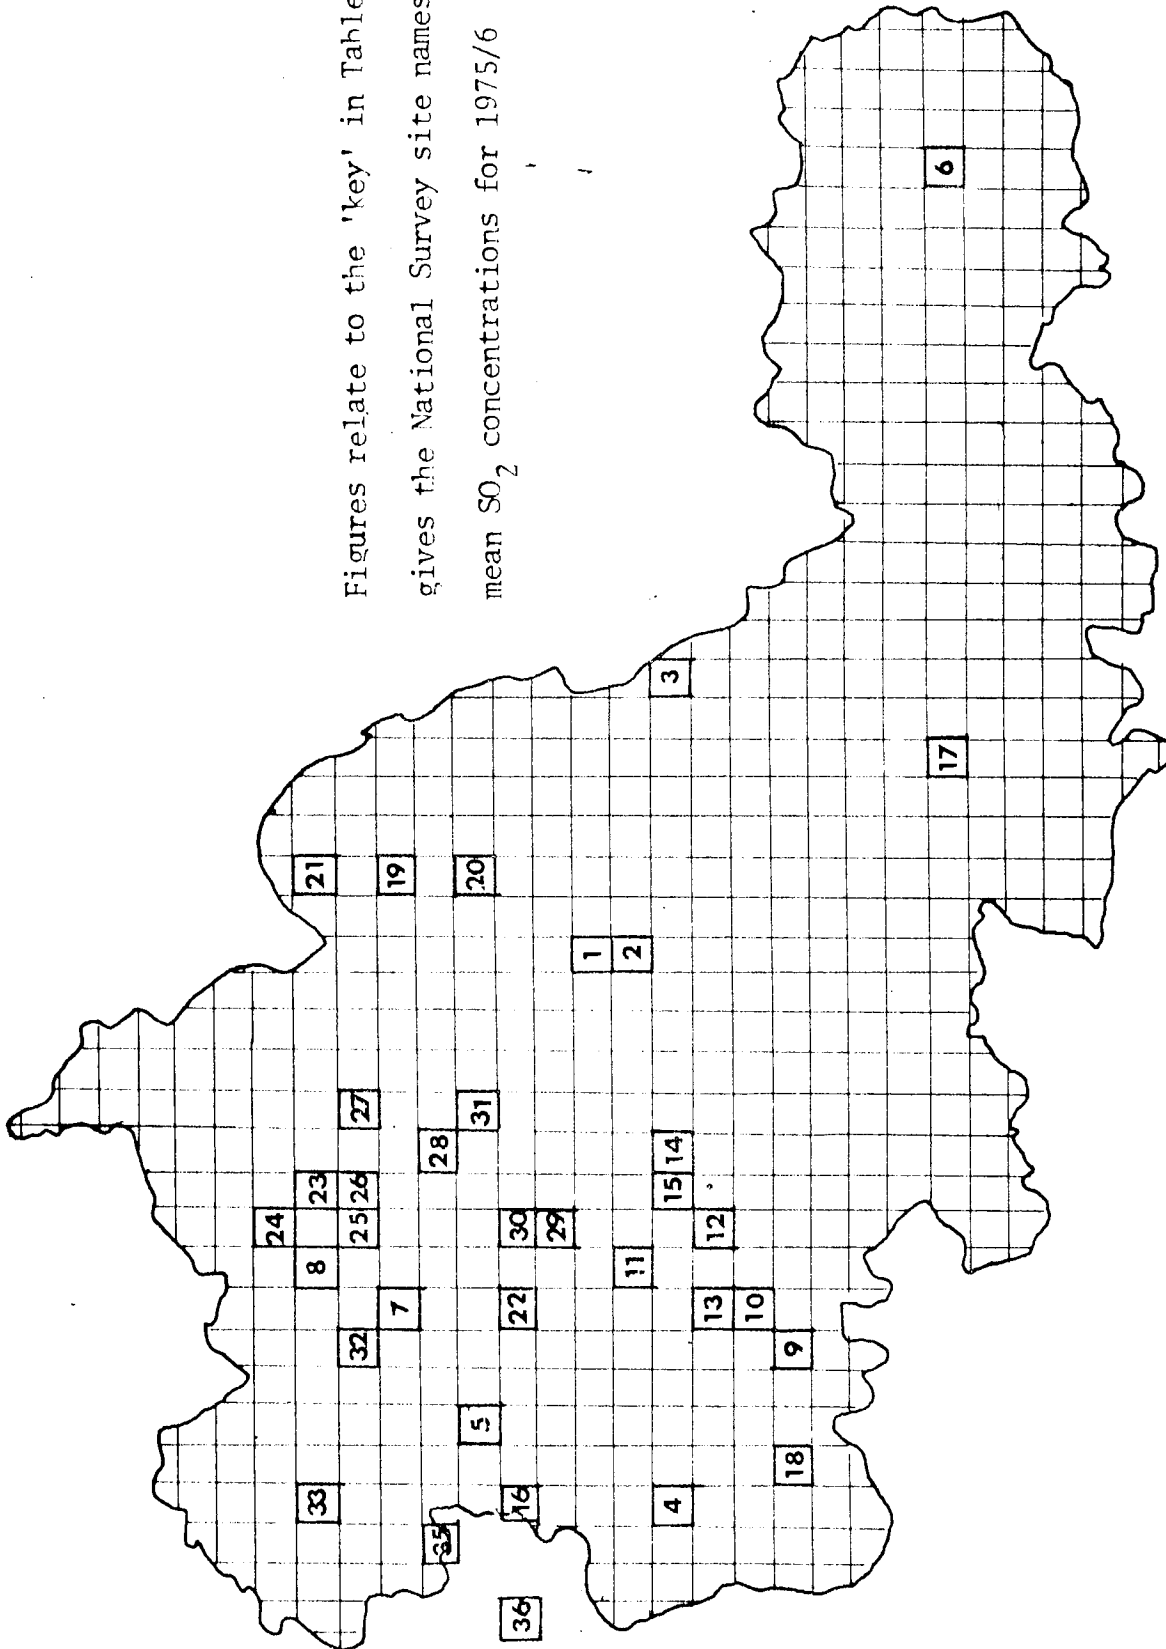 Figures relate to the 'key' in Table
gives the National Survey site names
mean SO₂ concentrations for 1975/6
24
33 8 23 21
32 25 26 27
7 19
28
5 31 20
36 16 22 30
29
1
11 2
4 15 14 3
13 12
10
18 9
17 6